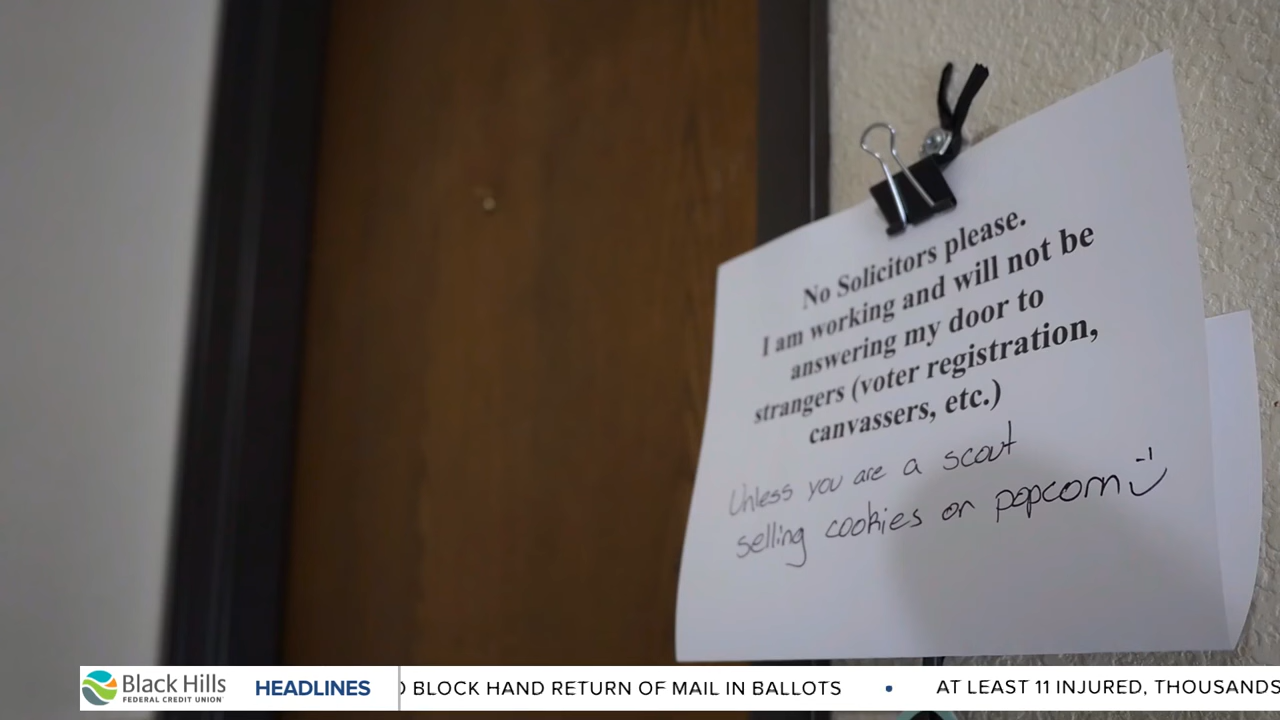 No Solicitors please.
I am working and will not be
answering my door to
strangers (voter registration,
canvassers, etc.)
Unless you are a scout
selling cookies or popcorn
Black Hills
FEDERAL CREDIT UNION
HEADLINES
BLOCK HAND RETURN OF MAIL IN BALLOTS • AT LEAST 11 INJURED, THOUSANDS